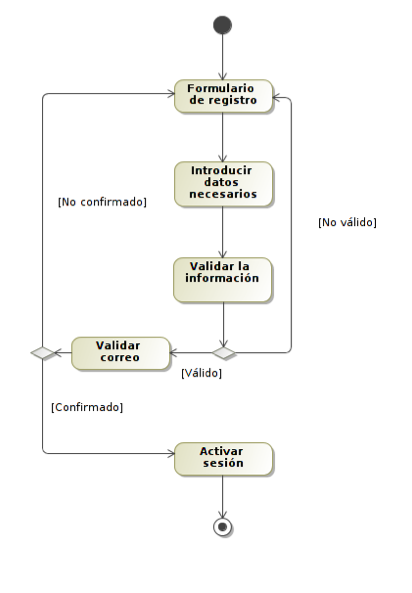 Formulario
de registro
Introducir
datos
necesarios
[No confirmado]
[No válido]
Validar la
información
Validar
correo
[Válido]
[Confirmado]
Activar
sesión